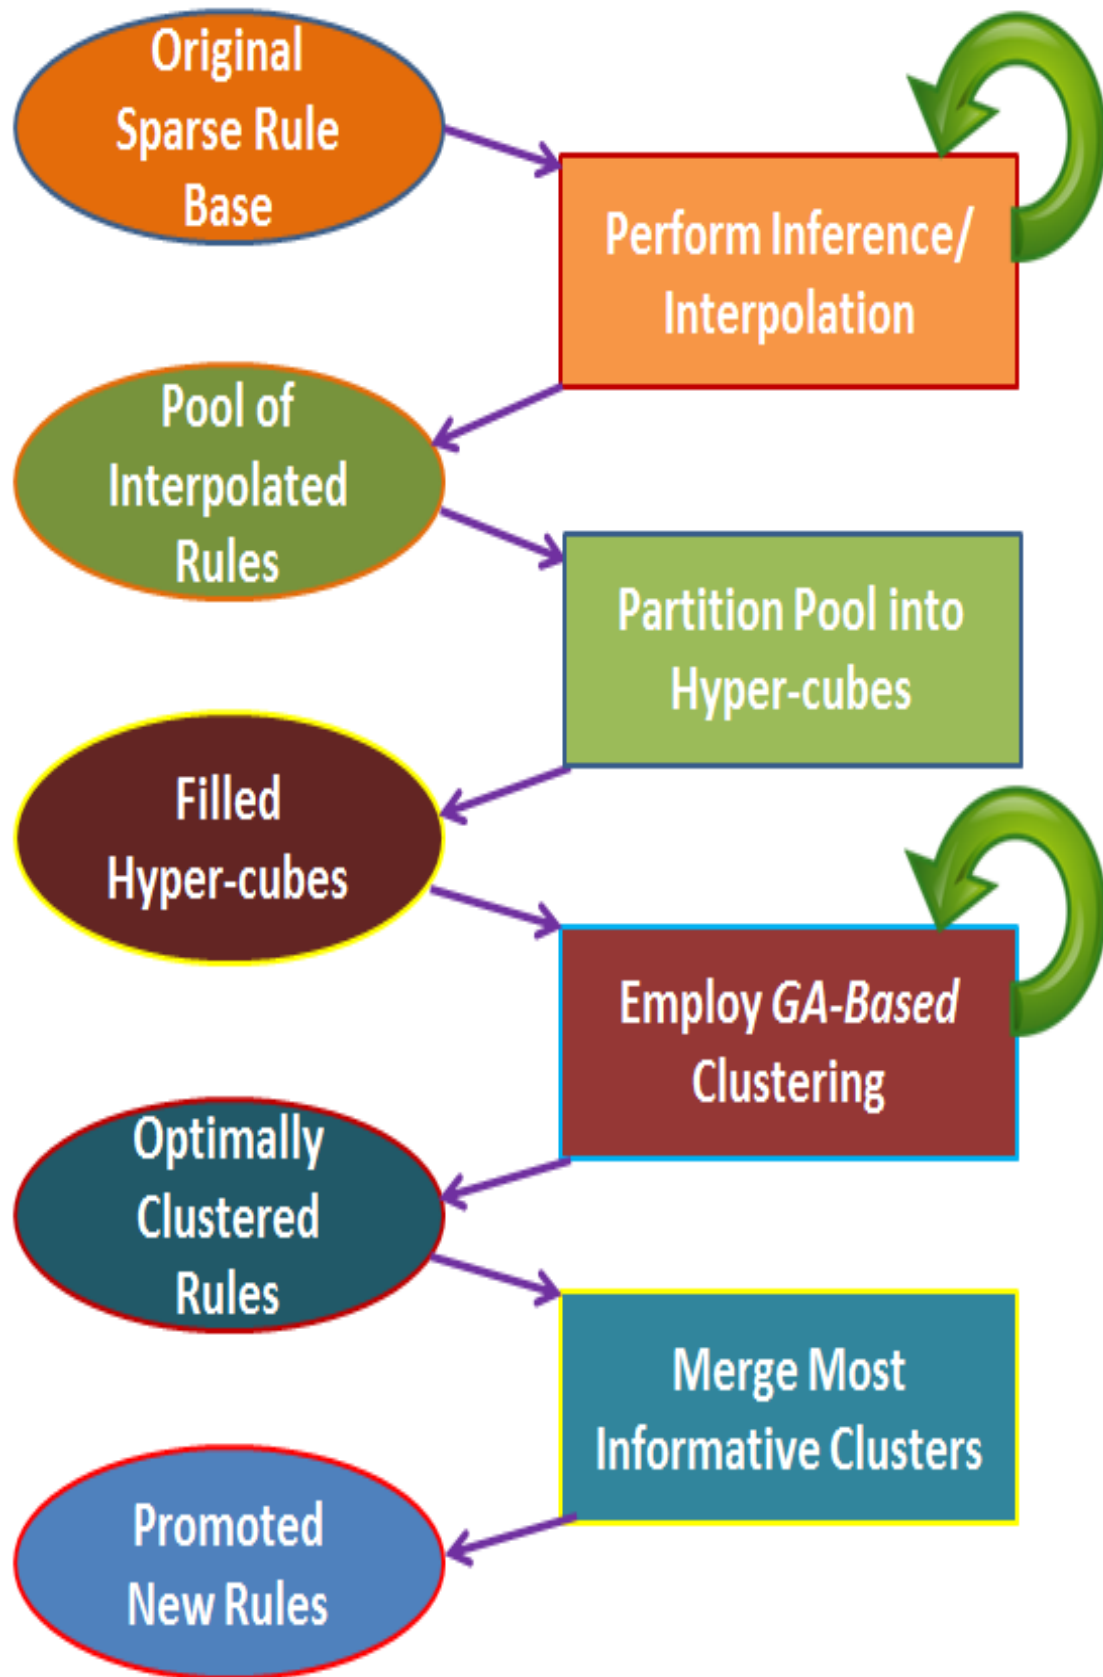 Original
Sparse Rule
Base
Perform Inference/
Interpolation
Pool of
Interpolated
Rules
Partition Pool into
Hyper-cubes
Filled
Hyper-cubes
Employ GA-Based
Clustering
Optimally
Clustered
Rules
Merge Most
Informative Clusters
Promoted
New Rules